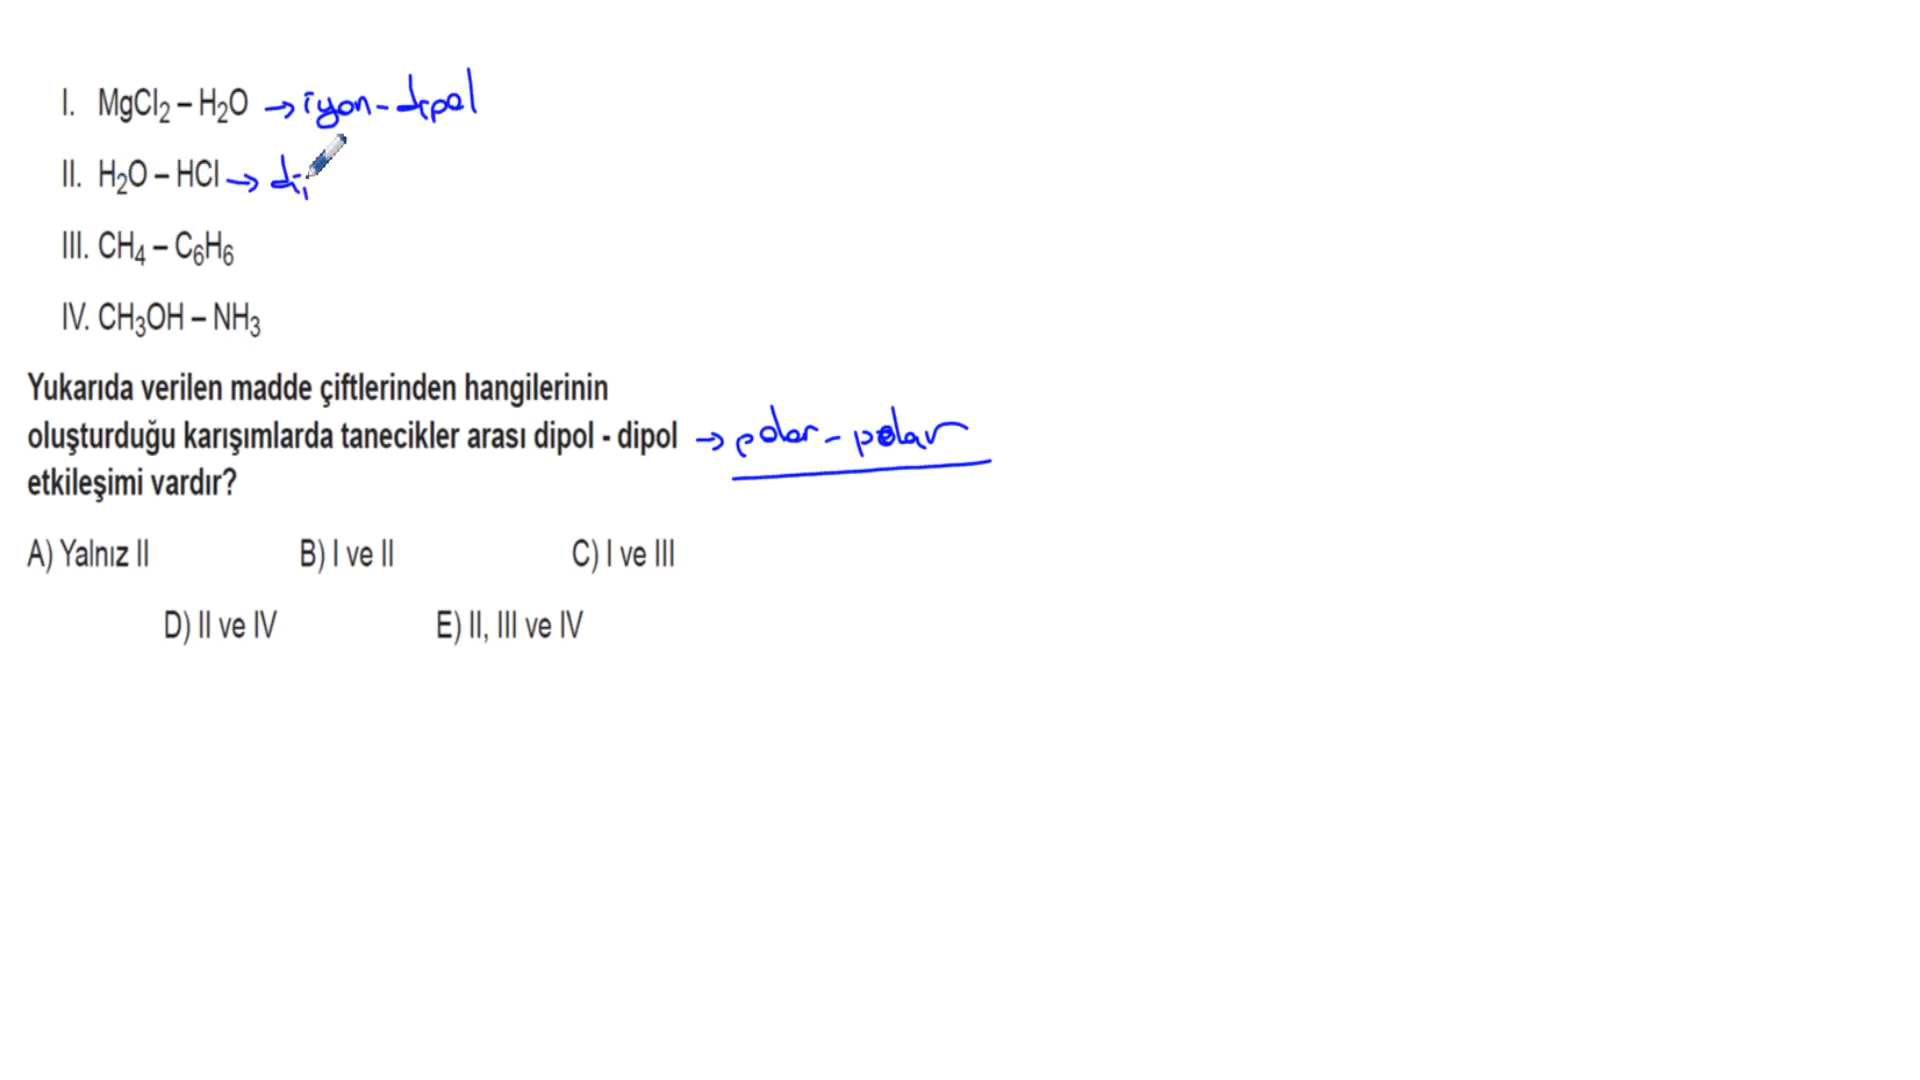 I. MgCl₂ – H₂O → iyon - dipol
II. H₂O – HCl → di
III. CH₄ – C₆H₆
IV. CH₃OH – NH₃
Yukarıda verilen madde çiftlerinden hangilerinin
oluşturduğu karışımlarda tanecikler arası dipol - dipol → polar - polar
etkileşimi vardır?
A) Yalnız II B) I ve II C) I ve III
D) II ve IV E) II, III ve IV